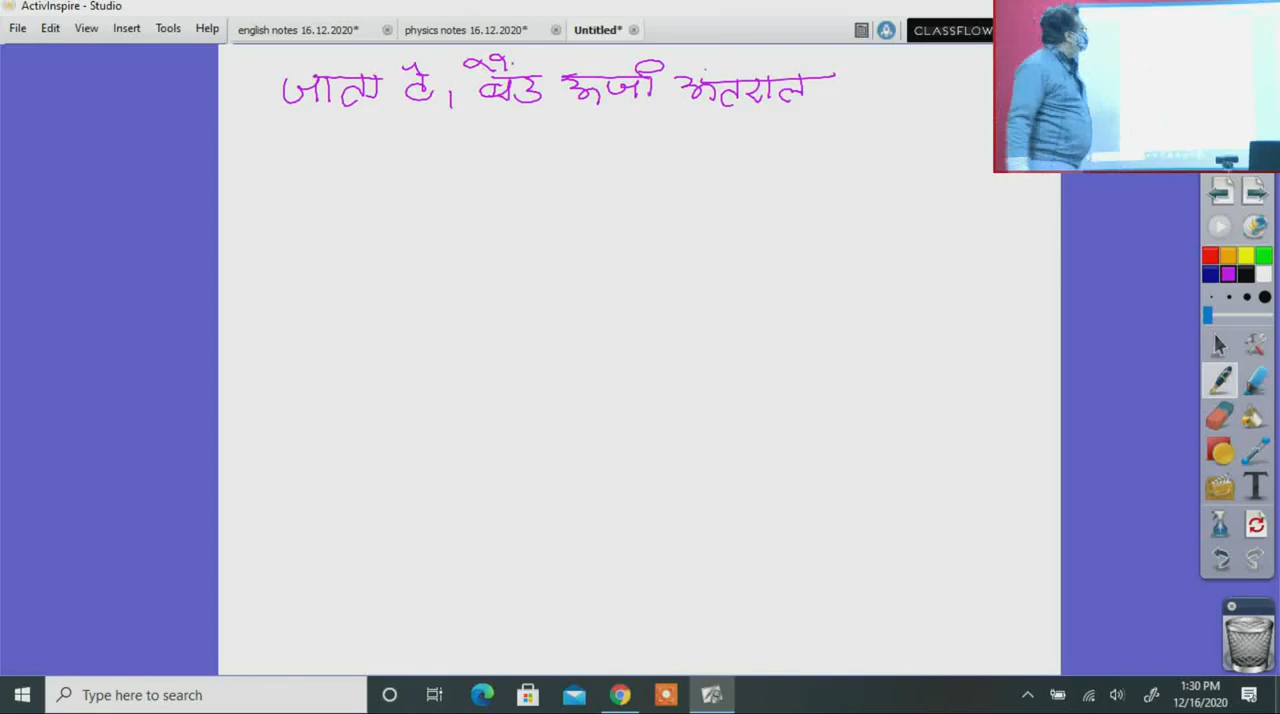 ActivInspire - Studio
File Edit View Insert Tools Help english notes 16.12.2020* physics notes 16.12.2020* Untitled* CLASSFLOW
जाता है। बैंड ऊर्जा अंतराल
T
Type here to search
1:30 PM
12/16/2020